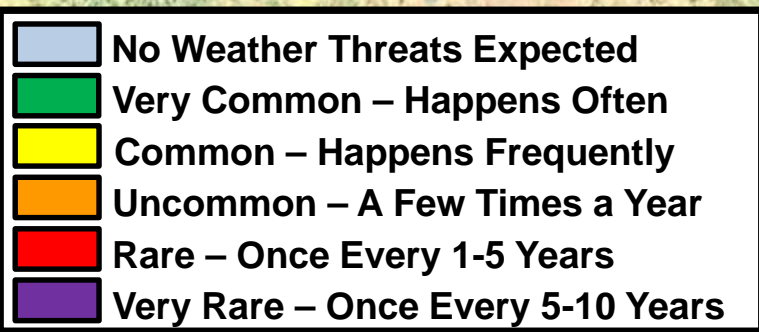 No Weather Threats Expected
Very Common – Happens Often
Common – Happens Frequently
Uncommon – A Few Times a Year
Rare – Once Every 1-5 Years
Very Rare – Once Every 5-10 Years